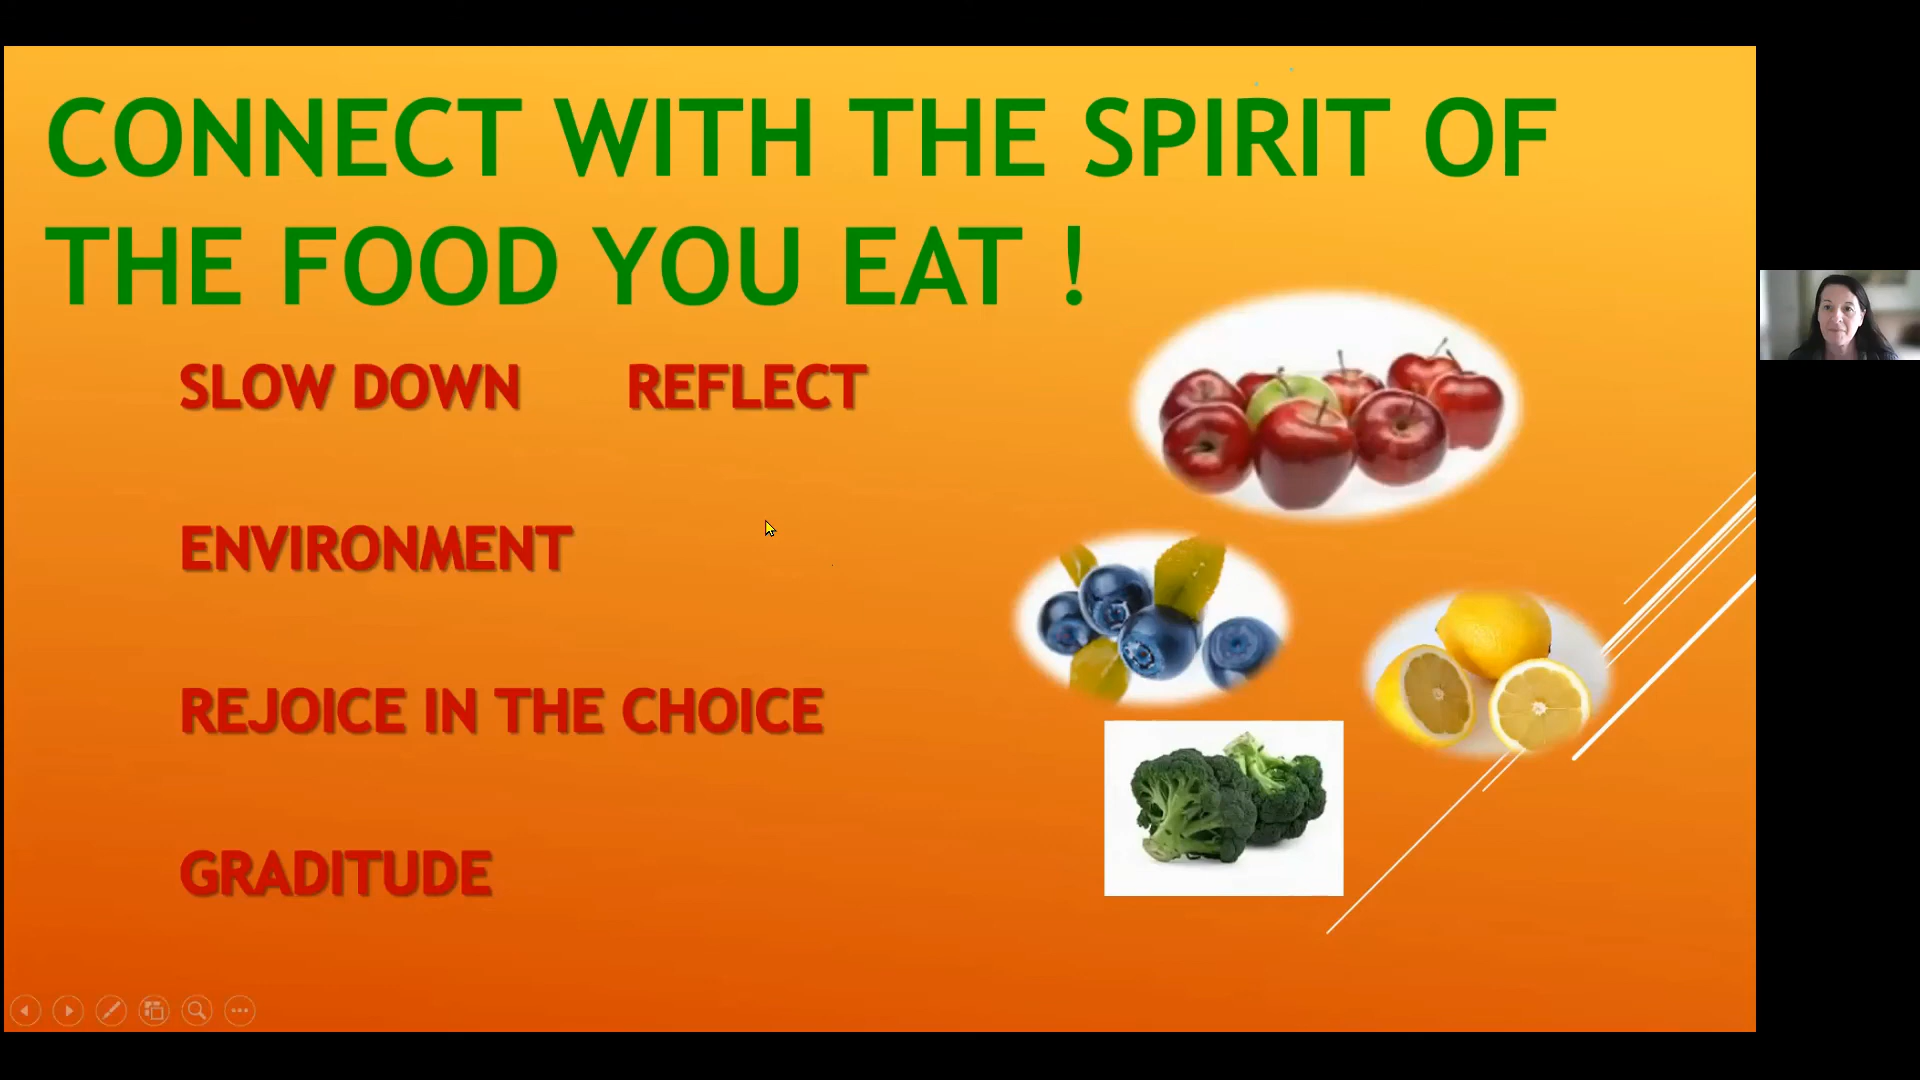 CONNECT WITH THE SPIRIT OF
THE FOOD YOU EAT !
SLOW DOWN REFLECT
ENVIRONMENT
REJOICE IN THE CHOICE
GRADITUDE